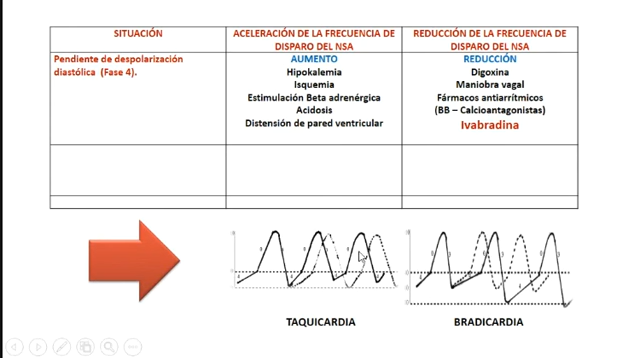 SITUACIÓN
ACELERACIÓN DE LA FRECUENCIA DE
DISPARO DEL NSA
REDUCCIÓN DE LA FRECUENCIA DE
DISPARO DEL NSA
Pendiente de despolarización
diastólica (Fase 4).
AUMENTO
Hipokalemia
Isquemia
Estimulación Beta adrenérgica
Acidosis
Distensión de pared ventricular
REDUCCIÓN
Digoxina
Maniobra vagal
Fármacos antiarrítmicos
(BB – Calcioantagonistas)
Ivabradina
TAQUICARDIA
BRADICARDIA